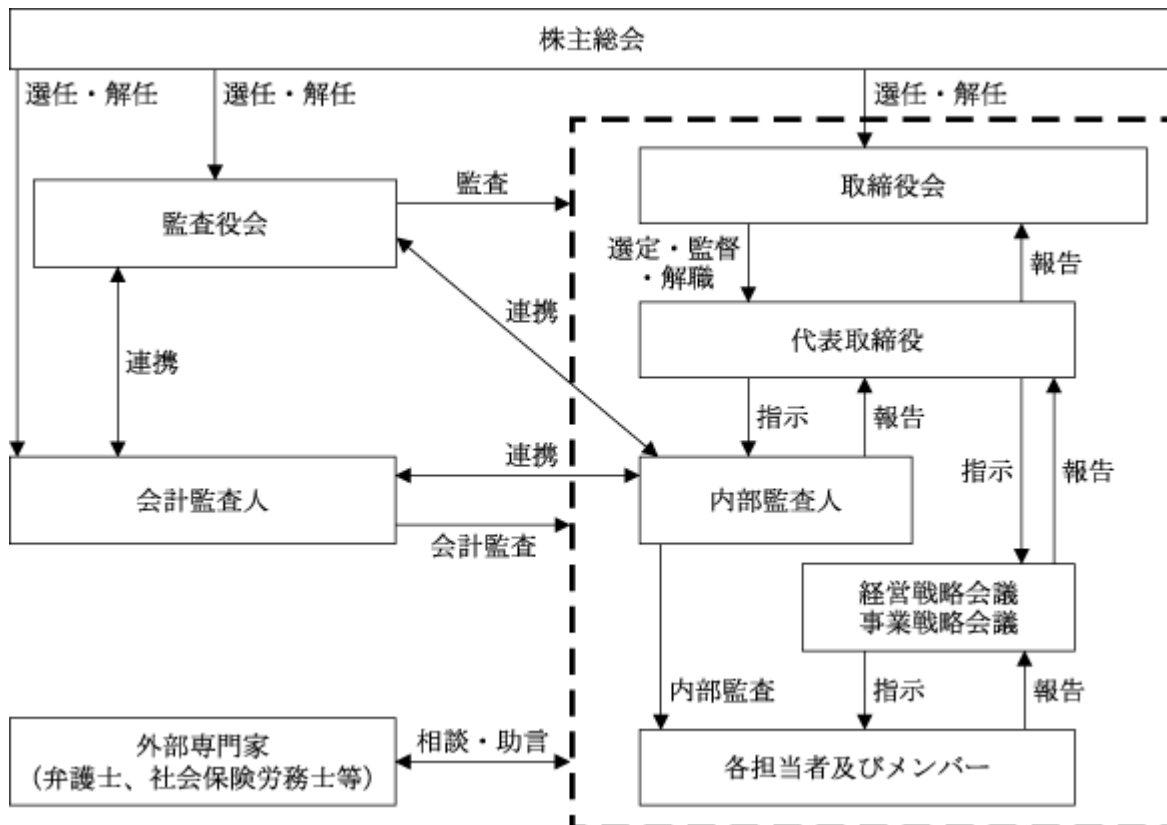 株主総会
選任・解任
選任・解任
選任・解任
監査役会
監査
取締役会
選定・監督
・解職
報告
連携
代表取締役
連携
指示
報告
連携
指示
報告
会計監査人
内部監査人
会計監査
経営戦略会議
事業戦略会議
内部監査
指示
報告
外部専門家
(弁護士、社会保険労務士等)
相談・助言
各担当者及びメンバー